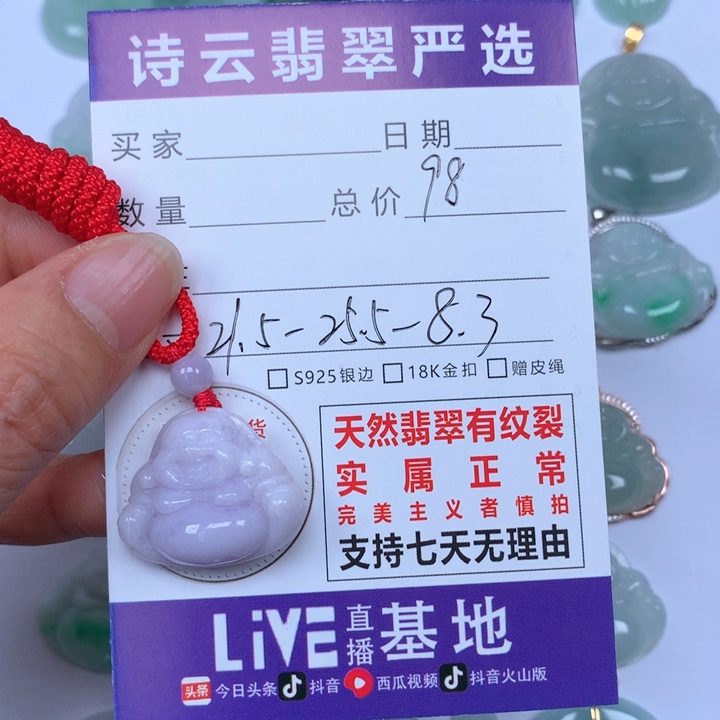 诗云翡翠严选
买家 日期
数量 总价 98
21.5-25.5-8.3
S925银边 18K金扣 赠皮绳
货
天然翡翠有纹裂
实属正常
完美主义者慎拍
支持七天无理由
LiVE 直播 基地
头条 今日头条 抖音 西瓜视频 抖音火山版